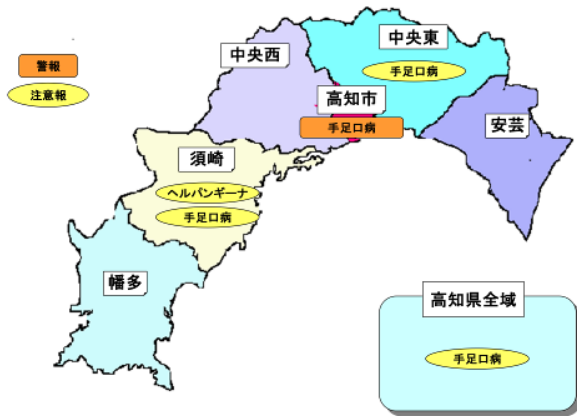 中央東
中央西
警報
手足口病
注意報
高知市
手足口病
安芸
須崎
ヘルパンギーナ
手足口病
幡多
高知県全域
手足口病